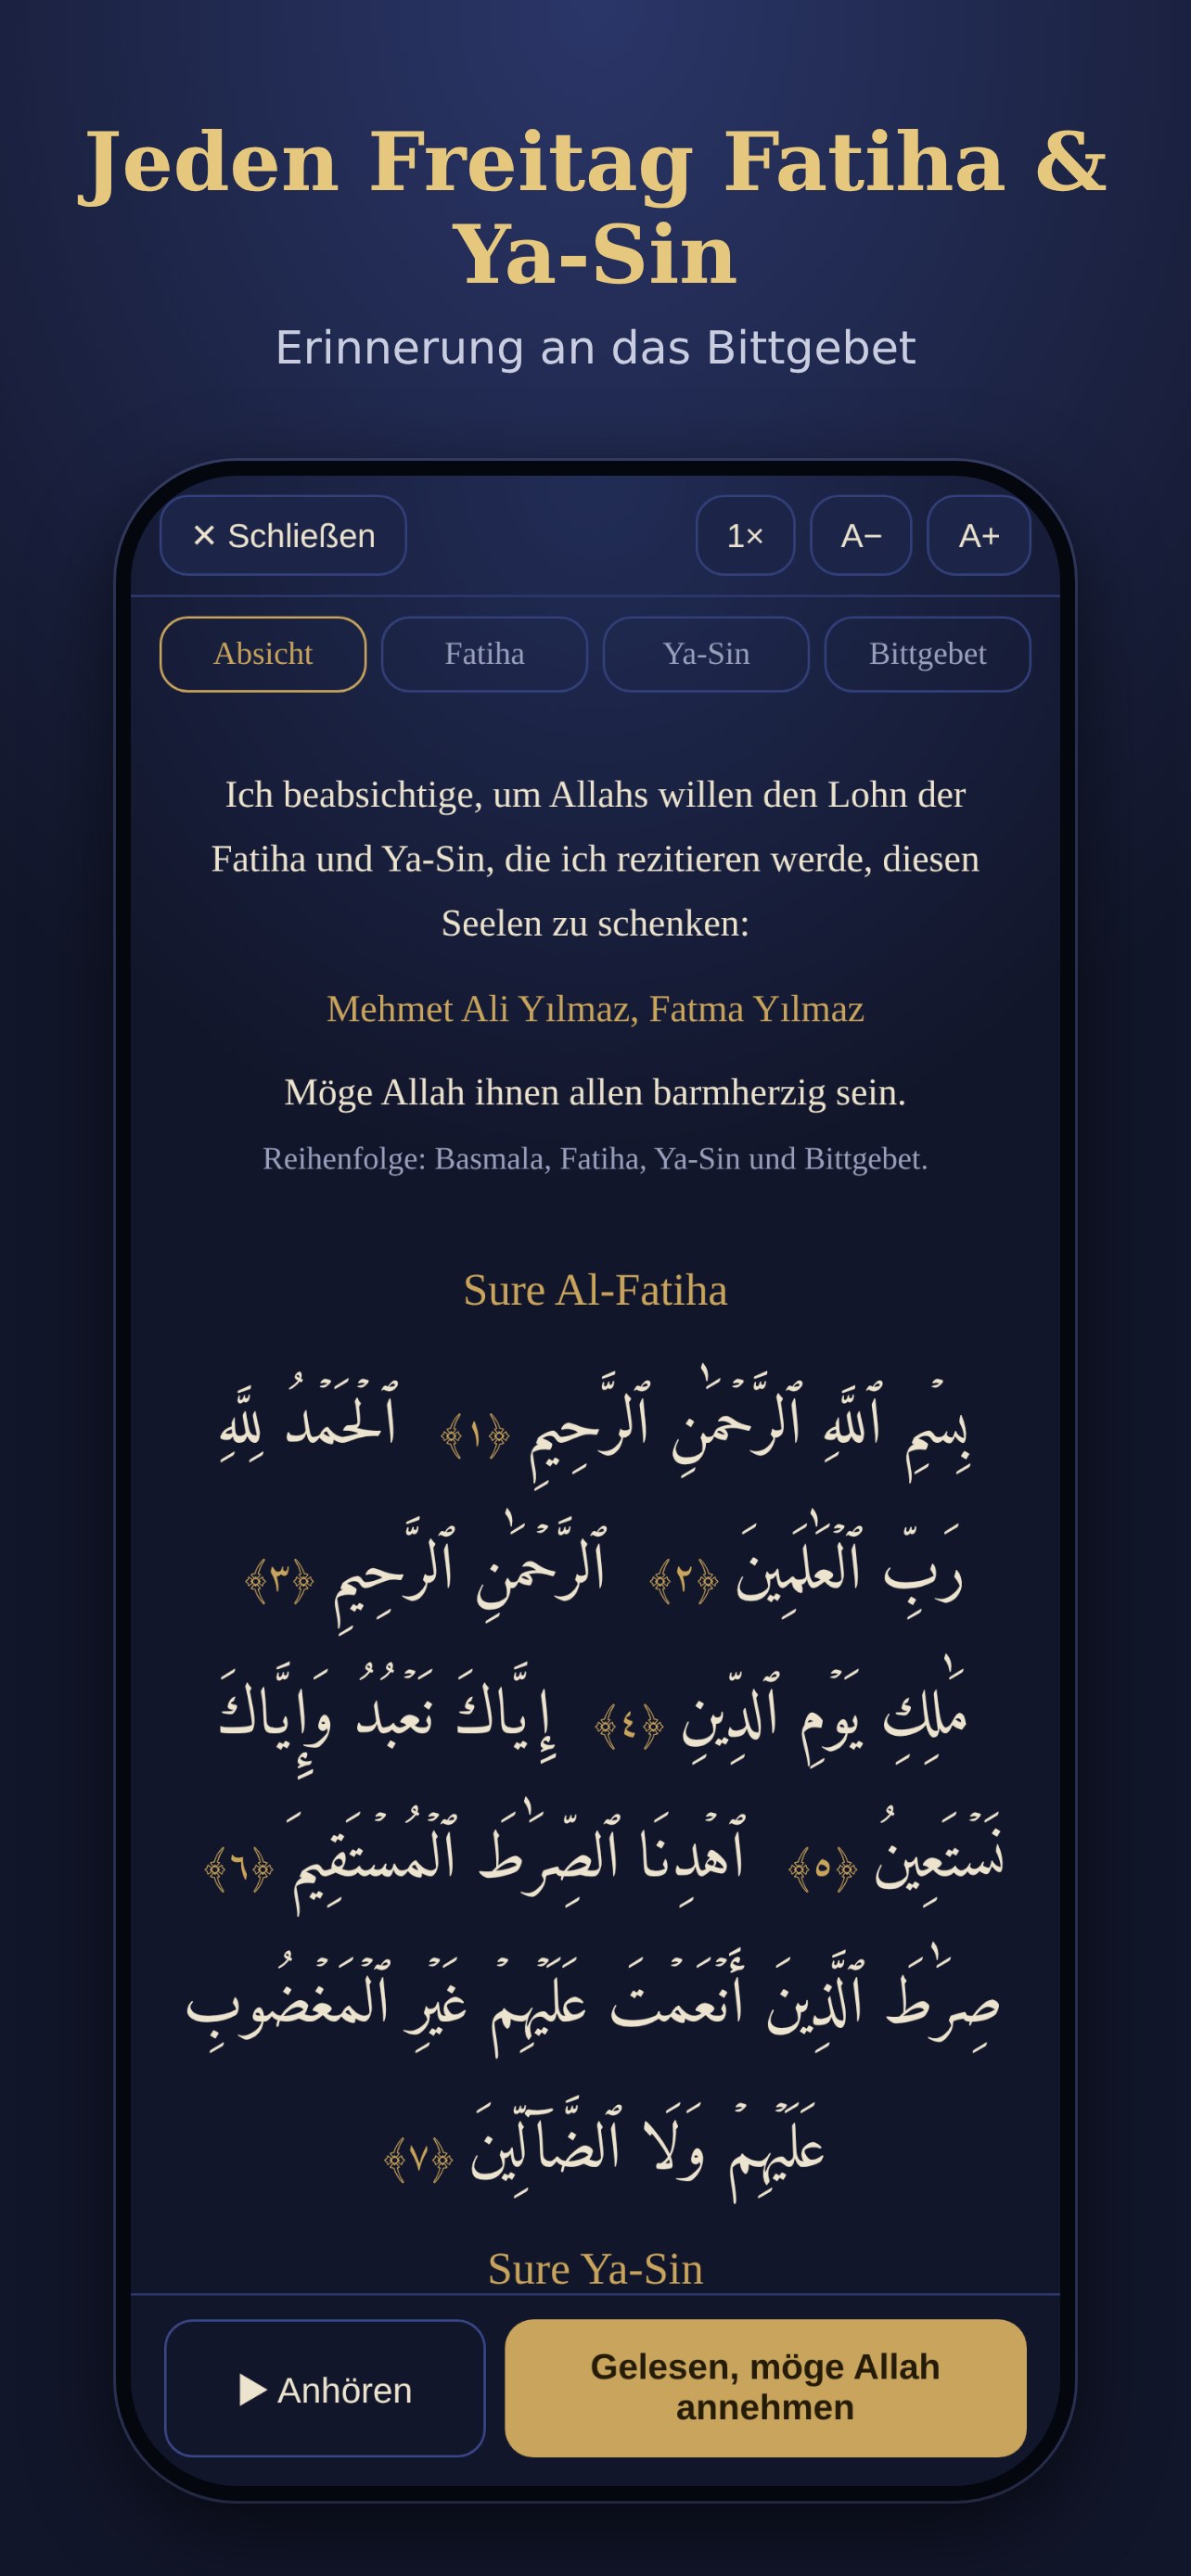 Jeden Freitag Fatiha &
Ya-Sin
Erinnerung an das Bittgebet
✕ Schließen 1× A− A+
Absicht Fatiha Ya-Sin Bittgebet
Ich beabsichtige, um Allahs willen den Lohn der
Fatiha und Ya-Sin, die ich rezitieren werde, diesen
Seelen zu schenken:
Mehmet Ali Yılmaz, Fatma Yılmaz
Möge Allah ihnen allen barmherzig sein.
Reihenfolge: Basmala, Fatiha, Ya-Sin und Bittgebet.
Sure Al-Fatiha
بِسۡمِ ٱللَّهِ ٱلرَّحۡمَٰنِ ٱلرَّحِيمِ ﴿١﴾ ٱلۡحَمۡدُ لِلَّهِ
رَبِّ ٱلۡعَٰلَمِينَ ﴿٢﴾ ٱلرَّحۡمَٰنِ ٱلرَّحِيمِ ﴿٣﴾
مَٰلِكِ يَوۡمِ ٱلدِّينِ ﴿٤﴾ إِيَّاكَ نَعۡبُدُ وَإِيَّاكَ
نَسۡتَعِينُ ﴿٥﴾ ٱهۡدِنَا ٱلصِّرَٰطَ ٱلۡمُسۡتَقِيمَ ﴿٦﴾
صِرَٰطَ ٱلَّذِينَ أَنۡعَمۡتَ عَلَيۡهِمۡ غَيۡرِ ٱلۡمَغۡضُوبِ
عَلَيۡهِمۡ وَلَا ٱلضَّآلِّينَ ﴿٧﴾
Sure Ya-Sin
▶ Anhören
Gelesen, möge Allah
annehmen